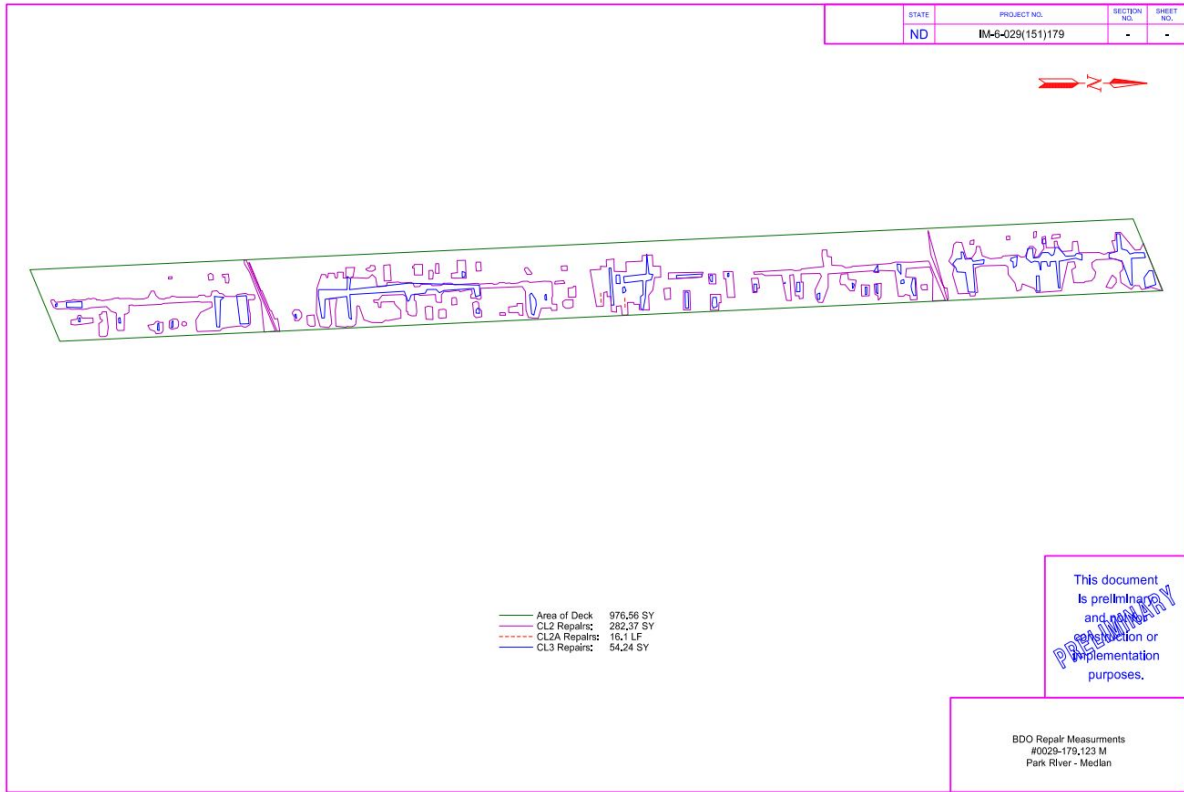 STATE
PROJECT NO.
SECTION NO.
SHEET NO.
ND
IM-6-029(151)179
-
-
N
Area of Deck 976.56 SY
CL2 Repairs: 282.37 SY
CL2A Repairs: 16.1 LF
CL3 Repairs: 54.24 SY
This document
is preliminary
and not for
construction or
implementation
purposes.
PRELIMINARY
BDO Repair Measurments
#0029-179.123 M
Park River - Median